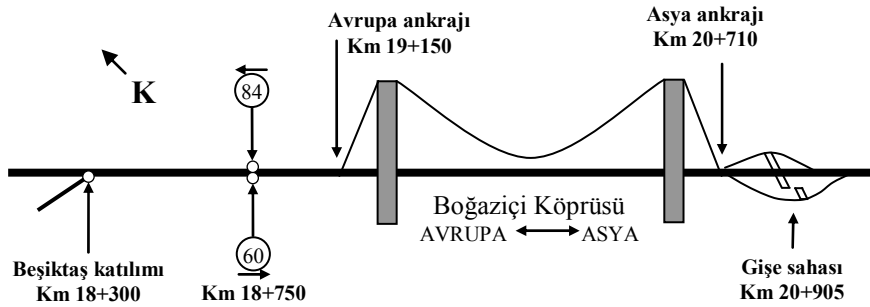 Avrupa ankrajı
Km 19+150
Asya ankrajı
Km 20+710
K
84
60
Boğaziçi Köprüsü
AVRUPA ASYA
Beşiktaş katılımı
Km 18+300
Km 18+750
Gişe sahası
Km 20+905